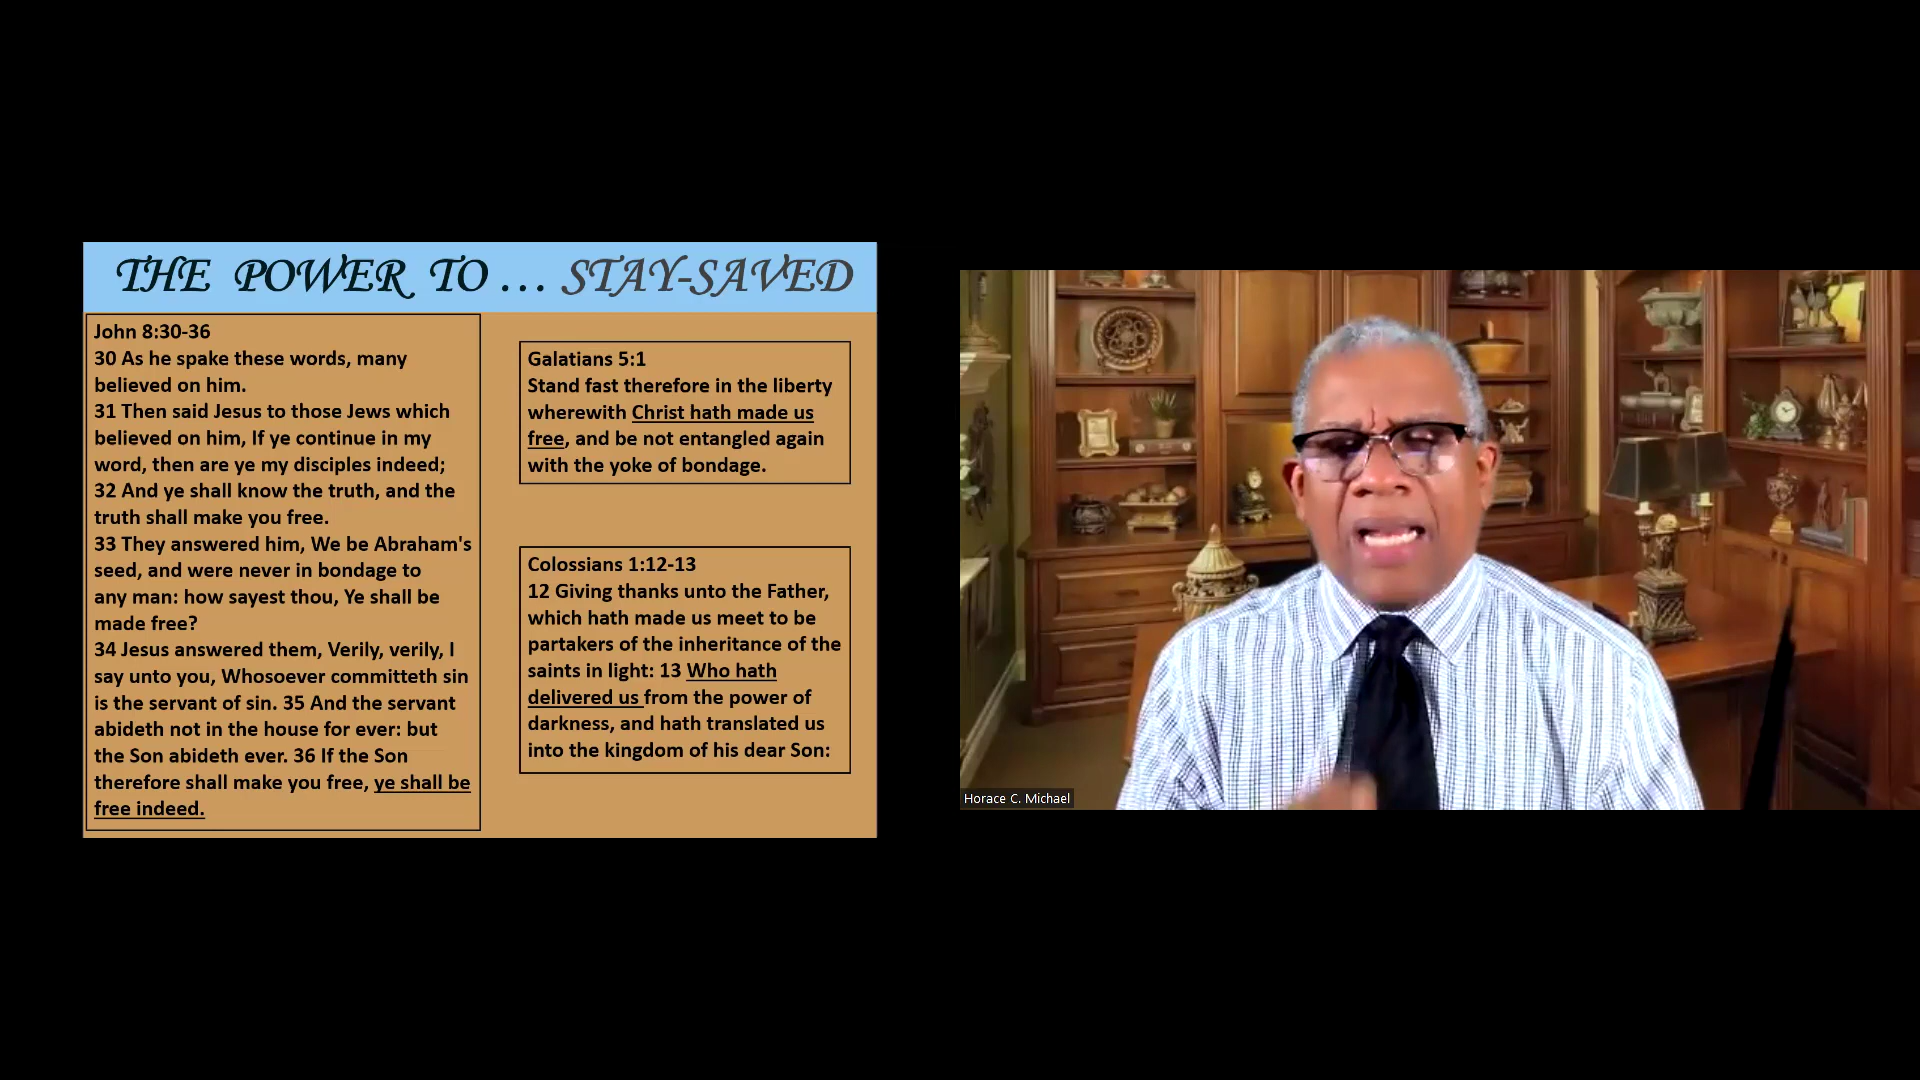 THE POWER TO ... STAY-SAVED
John 8:30-36
30 As he spake these words, many
believed on him.
31 Then said Jesus to those Jews which
believed on him, If ye continue in my
word, then are ye my disciples indeed;
32 And ye shall know the truth, and the
truth shall make you free.
33 They answered him, We be Abraham's
seed, and were never in bondage to
any man: how sayest thou, Ye shall be
made free?
34 Jesus answered them, Verily, verily, I
say unto you, Whosoever committeth sin
is the servant of sin. 35 And the servant
abideth not in the house for ever: but
the Son abideth ever. 36 If the Son
therefore shall make you free, ye shall be
free indeed.
Galatians 5:1
Stand fast therefore in the liberty
wherewith Christ hath made us
free, and be not entangled again
with the yoke of bondage.
Colossians 1:12-13
12 Giving thanks unto the Father,
which hath made us meet to be
partakers of the inheritance of the
saints in light: 13 Who hath
delivered us from the power of
darkness, and hath translated us
into the kingdom of his dear Son:
Horace C. Michael